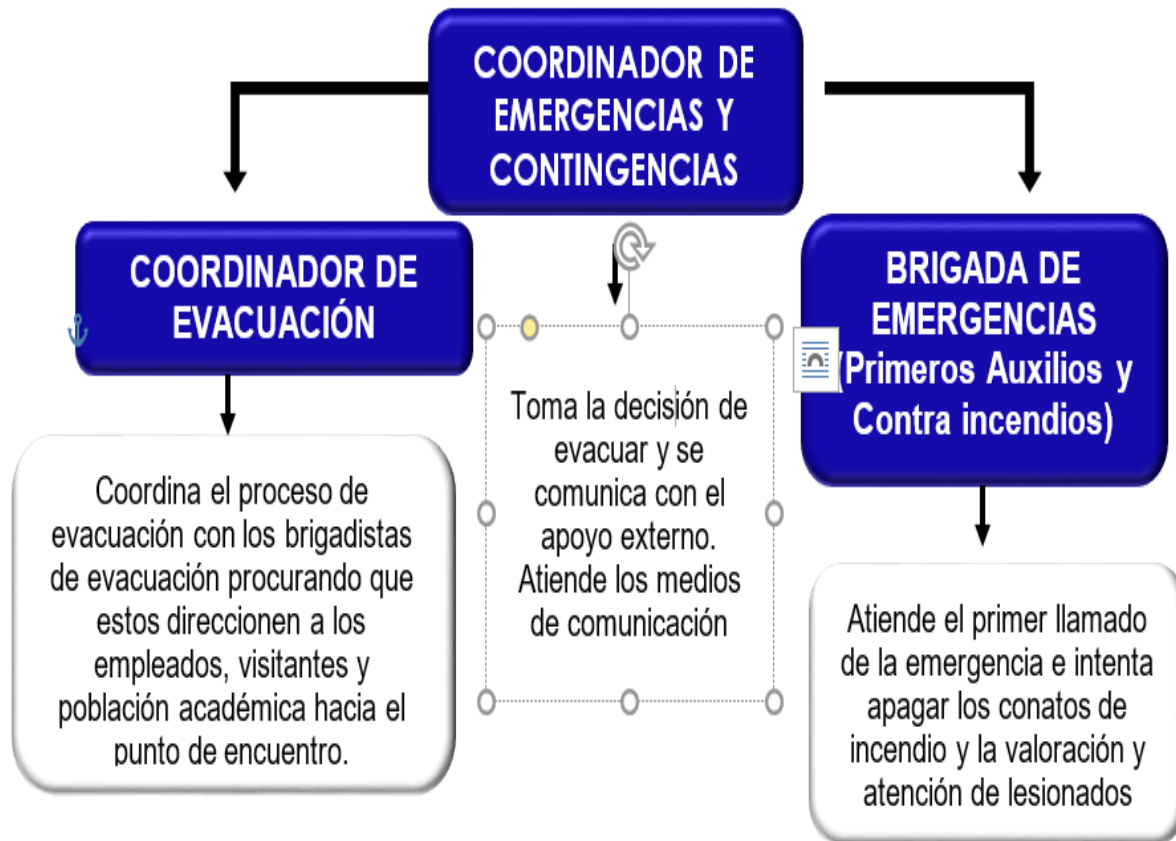 COORDINADOR DE
EMERGENCIAS Y
CONTINGENCIAS
COORDINADOR DE
EVACUACIÓN
BRIGADA DE
EMERGENCIAS
(Primeros Auxilios y
Contra incendios)
Coordina el proceso de
evacuación con los brigadistas
de evacuación procurando que
estos direccionen a los
empleados, visitantes y
población académica hacia el
punto de encuentro.
Toma la decisión de
evacuar y se
comunica con el
apoyo externo.
Atiende los medios
de comunicación
Atiende el primer llamado
de la emergencia e intenta
apagar los conatos de
incendio y la valoración y
atención de lesionados